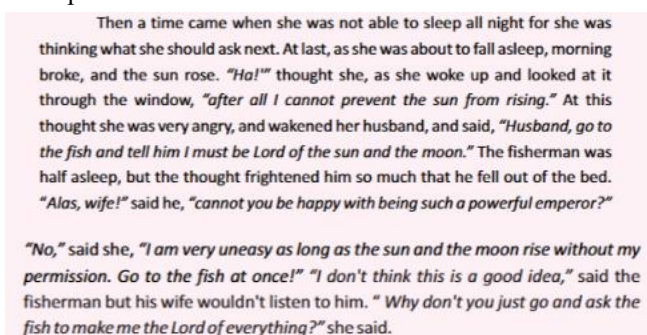 Then a time came when she was not able to sleep all night for she was
thinking what she should ask next. At last, as she was about to fall asleep, morning
broke, and the sun rose. "Ha!'" thought she, as she woke up and looked at it
through the window, "after all I cannot prevent the sun from rising." At this
thought she was very angry, and wakened her husband, and said, "Husband, go to
the fish and tell him I must be Lord of the sun and the moon." The fisherman was
half asleep, but the thought frightened him so much that he fell out of the bed.
"Alas, wife!" said he, "cannot you be happy with being such a powerful emperor?"
"No," said she, "I am very uneasy as long as the sun and the moon rise without my
permission. Go to the fish at once!" "I don't think this is a good idea," said the
fisherman but his wife wouldn't listen to him. " Why don't you just go and ask the
fish to make me the Lord of everything?" she said.